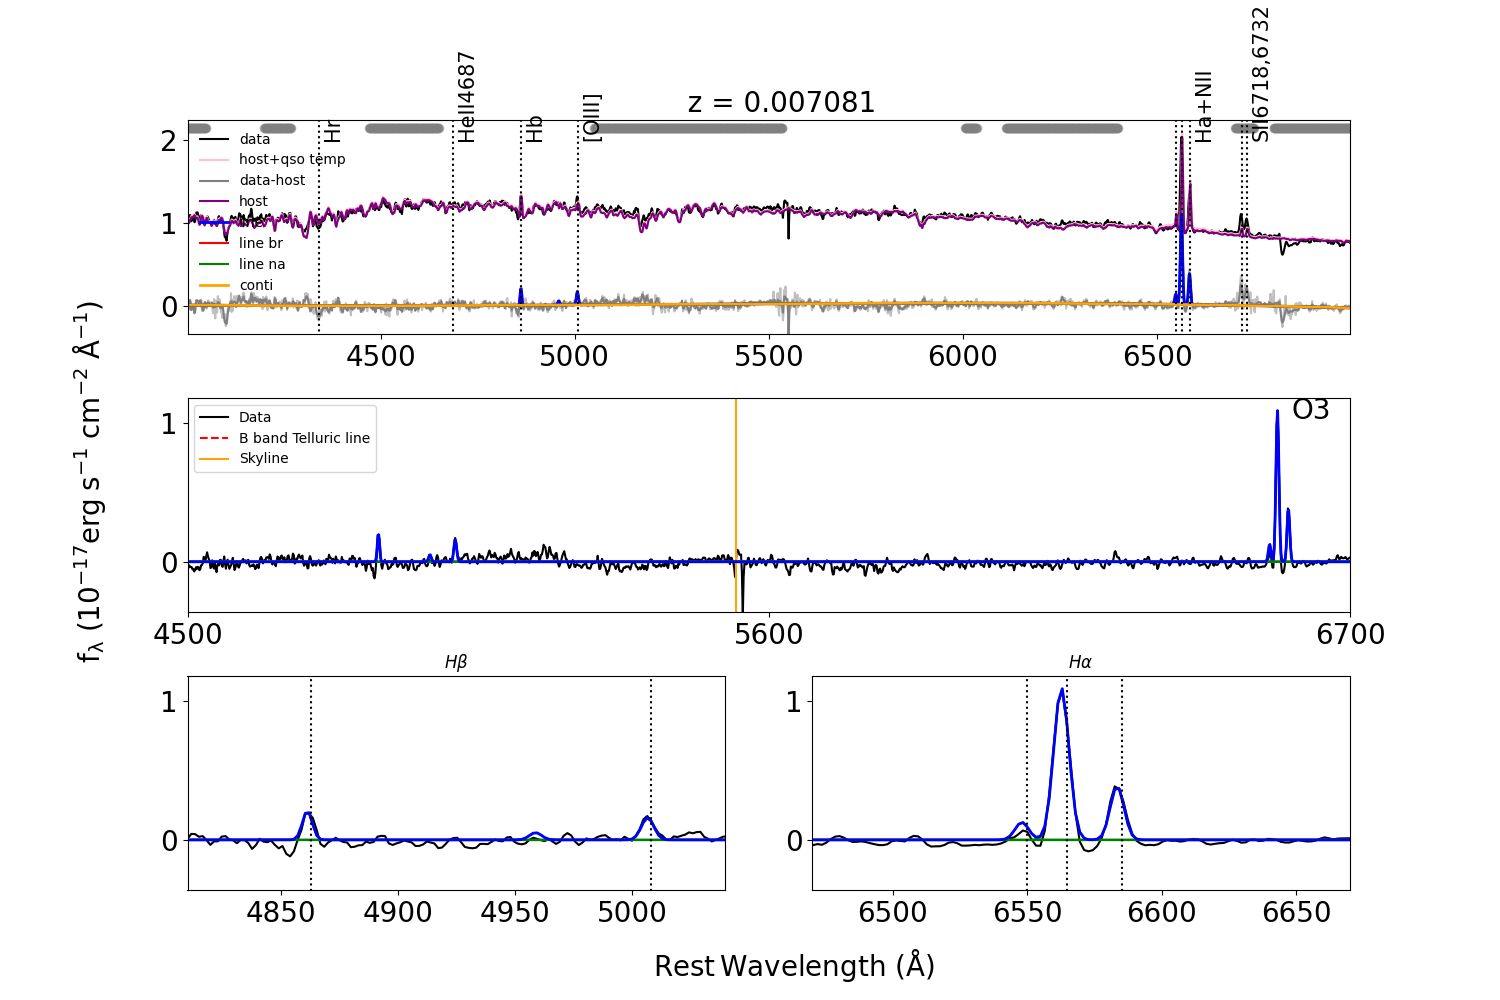 z = 0.007081
Hr
HeII4687
Hb
[OIII]
Ha+NII
SII6718,6732
data
host+qso temp
data-host
host
line br
line na
conti
2
1
0
4500 5000 5500 6000 6500
Data
B band Telluric line
Skyline
O3
1
0
4500 5600 6700
fλ (10⁻¹⁷erg s⁻¹ cm⁻² Å⁻¹)
Hβ
1
0
4850 4900 4950 5000
Hα
1
0
6500 6550 6600 6650
Rest Wavelength (Å)